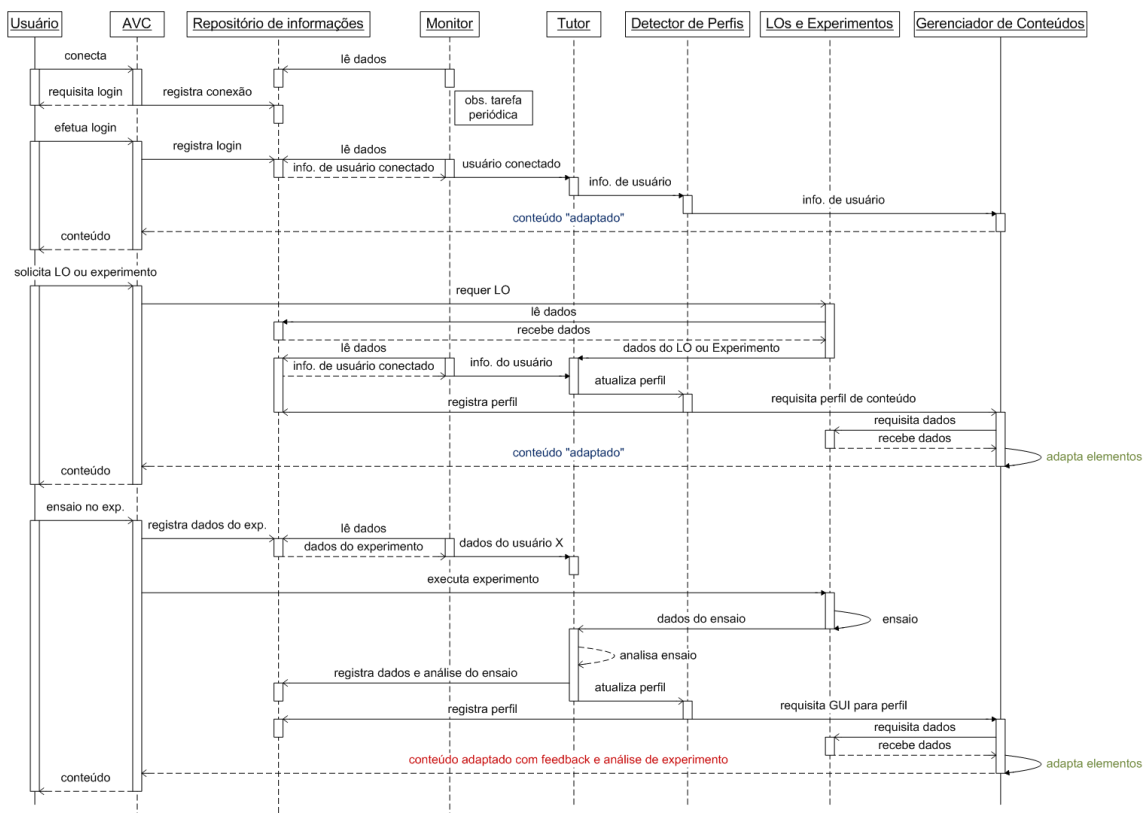 Usuário AVC Repositório de informações Monitor Tutor Detector de Perfis LOs e Experimentos Gerenciador de Conteúdos
conecta
lê dados
requisita login
registra conexão
obs. tarefa
periódica
efetua login
registra login
lê dados
info. de usuário conectado
usuário conectado
info. de usuário
info. de usuário
conteúdo "adaptado"
conteúdo
solicita LO ou experimento
requer LO
lê dados
recebe dados
lê dados
dados do LO ou Experimento
info. de usuário conectado
info. do usuário
atualiza perfil
registra perfil
requisita perfil de conteúdo
requisita dados
recebe dados
conteúdo "adaptado"
adapta elementos
conteúdo
ensaio no exp.
registra dados do exp.
lê dados
dados do experimento
dados do usuário X
executa experimento
dados do ensaio
ensaio
analisa ensaio
registra dados e análise do ensaio
atualiza perfil
registra perfil
requisita GUI para perfil
requisita dados
recebe dados
conteúdo adaptado com feedback e análise de experimento
adapta elementos
conteúdo